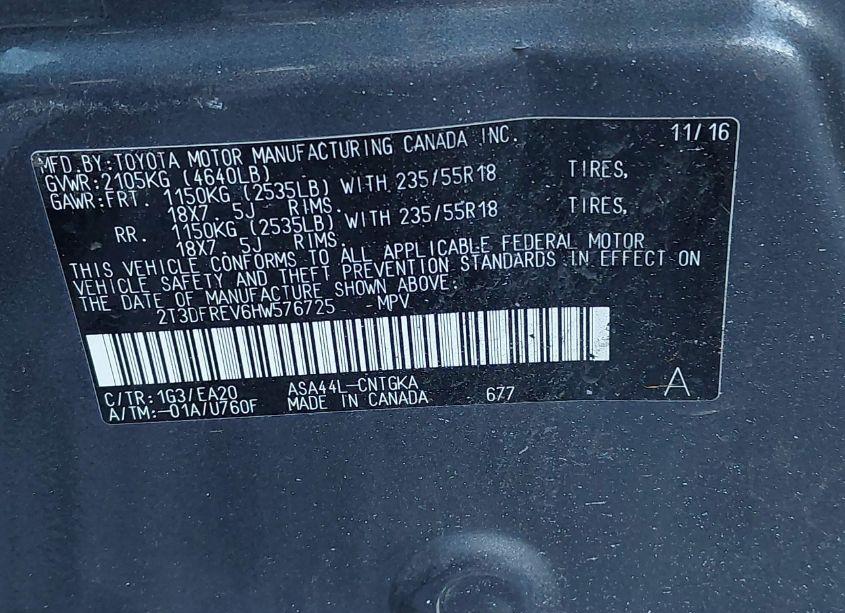 MFD.BY:TOYOTA MOTOR MANUFACTURING CANADA INC. 11/16
GVWR:2105KG (4640LB)
GAWR:FRT. 1150KG (2535LB) WITH 235/55R18 TIRES,
18X7.5J RIMS.
RR. 1150KG (2535LB) WITH 235/55R18 TIRES,
18X7.5J RIMS.
THIS VEHICLE CONFORMS TO ALL APPLICABLE FEDERAL MOTOR
VEHICLE SAFETY AND THEFT PREVENTION STANDARDS IN EFFECT ON
THE DATE OF MANUFACTURE SHOWN ABOVE.
2T3DFREV6HW576725 MPV
C/TR:1G3/EA20 ASA44L-CNTGKA
A/TM:-01A/U760F MADE IN CANADA 677 A